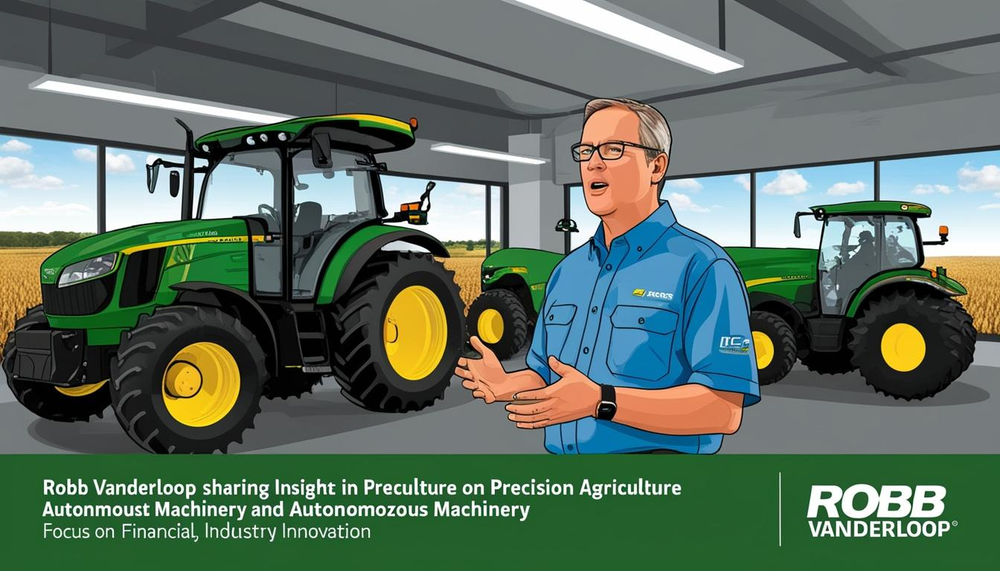 Robb Vanderloop sharing Insight in Preculture on Precision Agriculture
Autonmoust Machinery and Autonomozous Machinery
Focus on Financial, Industry Innovation
ROBB
VANDERLOOP